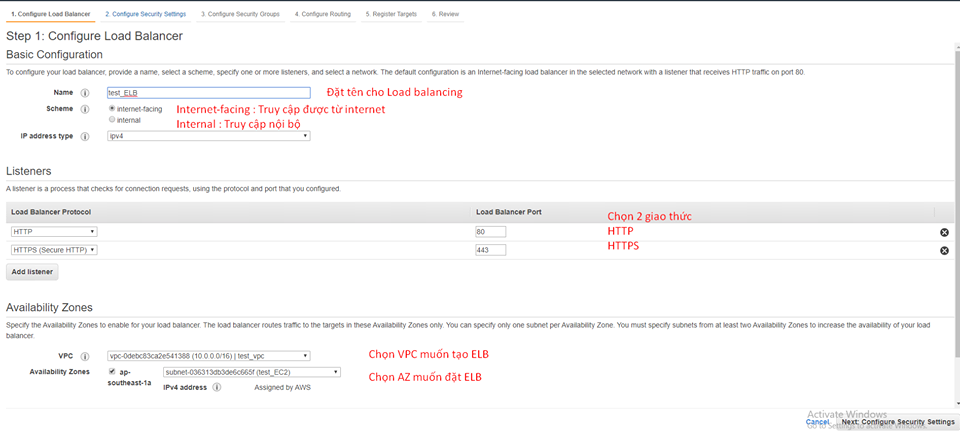 1. Configure Load Balancer 2. Configure Security Settings 3. Configure Security Groups 4. Configure Routing 5. Register Targets 6. Review
Step 1: Configure Load Balancer
Basic Configuration
To configure your load balancer, provide a name, select a scheme, specify one or more listeners, and select a network. The default configuration is an Internet-facing load balancer in the selected network with a listener that receives HTTP traffic on port 80.
Name test_ELB Đặt tên cho Load balancing
Scheme internet-facing Internet-facing : Truy cập được từ internet
internal Internal : Truy cập nội bộ
IP address type ipv4
Listeners
A listener is a process that checks for connection requests, using the protocol and port that you configured.
Load Balancer Protocol Load Balancer Port Chọn 2 giao thức
HTTP 80 HTTP
HTTPS (Secure HTTP) 443 HTTPS
Add listener
Availability Zones
Specify the Availability Zones to enable for your load balancer. The load balancer routes traffic to the targets in these Availability Zones only. You can specify only one subnet per Availability Zone. You must specify subnets from at least two Availability Zones to increase the availability of your load
balancer.
VPC vpc-0debc83ca2e541388 (10.0.0.0/16) | test_vpc Chọn VPC muốn tạo ELB
Availability Zones ap-southeast-1a subnet-036313db3de6c665f (test_EC2) Chọn AZ muốn đặt ELB
IPv4 address Assigned by AWS
Activate Windows
Go to Settings to activate Windows.
Cancel Next: Configure Security Settings